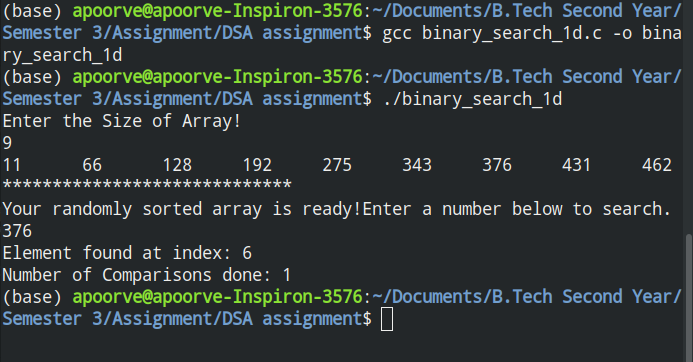 (base) apoorve@apoorve-Inspiron-3576:~/Documents/B.Tech Second Year/
Semester 3/Assignment/DSA assignment$ gcc binary_search_1d.c -o bina
ry_search_1d
(base) apoorve@apoorve-Inspiron-3576:~/Documents/B.Tech Second Year/
Semester 3/Assignment/DSA assignment$ ./binary_search_1d
Enter the Size of Array!
9
11 66 128 192 275 343 376 431 462
*****************************
Your randomly sorted array is ready!Enter a number below to search.
376
Element found at index: 6
Number of Comparisons done: 1
(base) apoorve@apoorve-Inspiron-3576:~/Documents/B.Tech Second Year/
Semester 3/Assignment/DSA assignment$